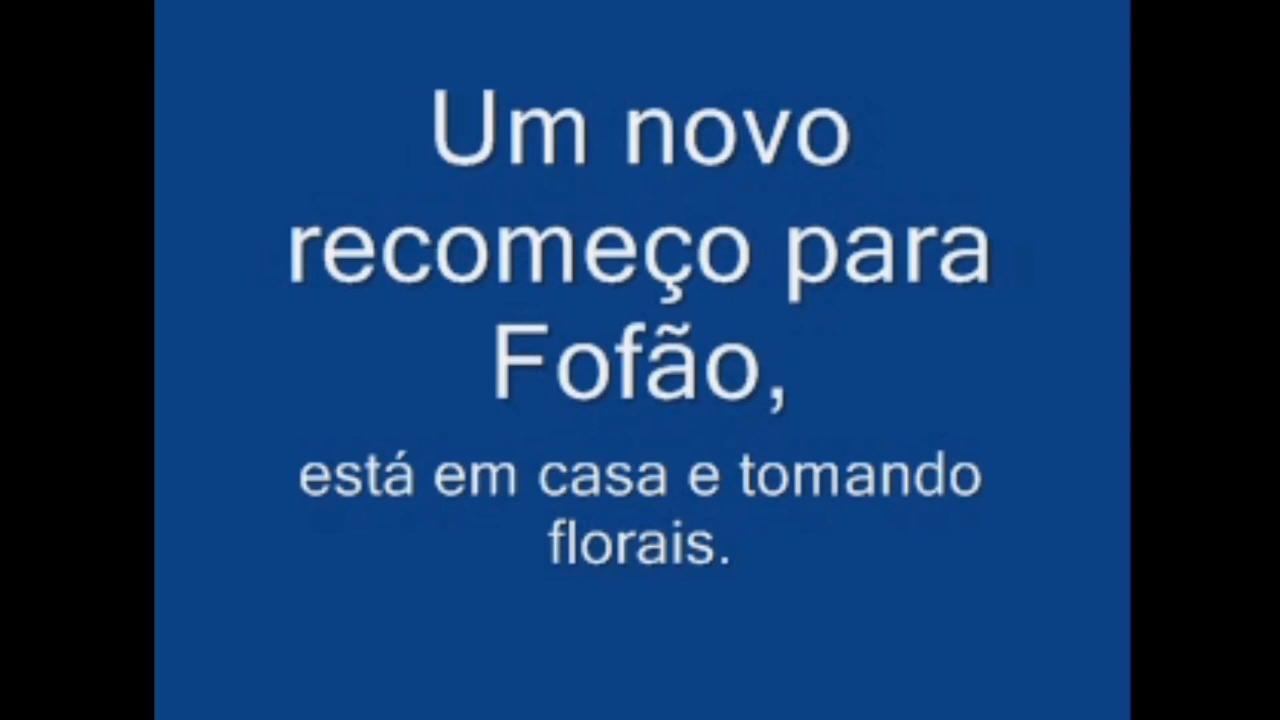 Um novo
recomeço para
Fofão,
está em casa e tomando
florais.